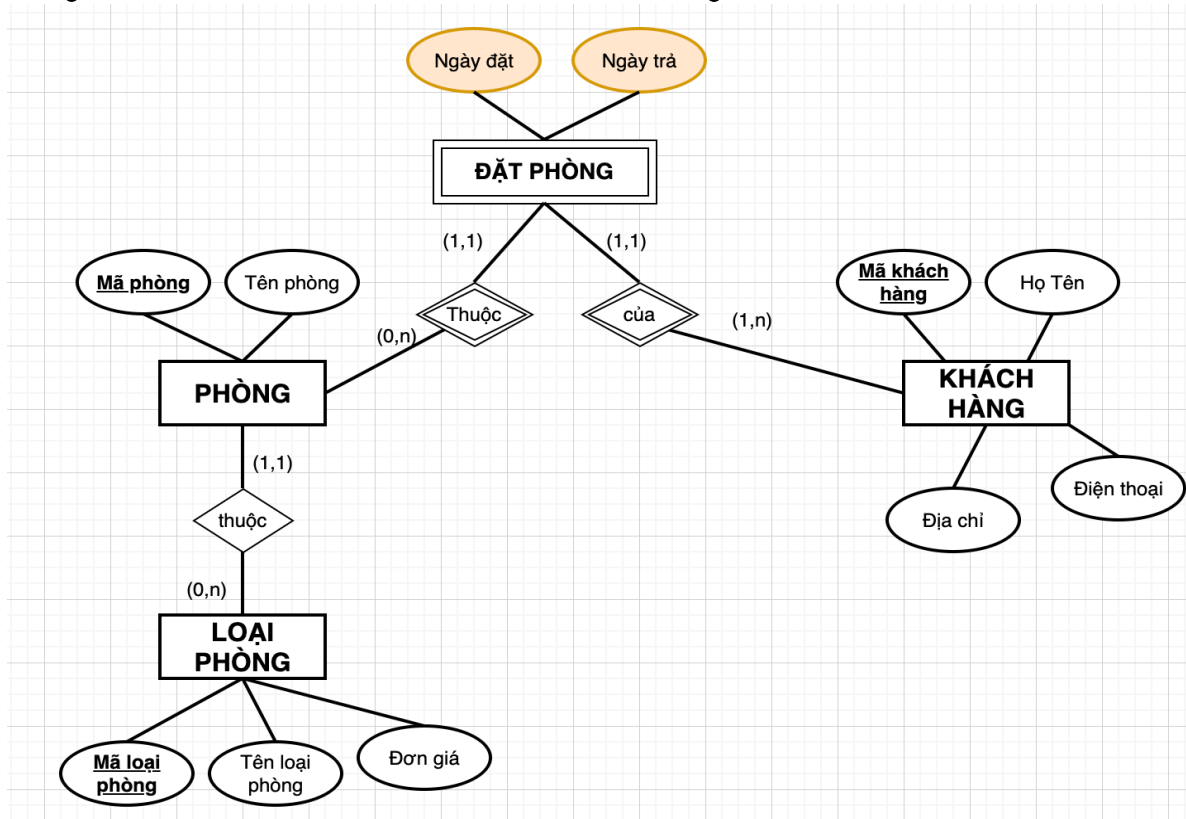 Ngày đặt
Ngày trả
ĐẶT PHÒNG
(1,1)
(1,1)
Mã phòng
Tên phòng
Thuộc
của
Mã khách
hàng
Họ Tên
(0,n)
(1,n)
PHÒNG
KHÁCH
HÀNG
(1,1)
thuộc
Địa chỉ
Điện thoại
(0,n)
LOẠI
PHÒNG
Mã loại
phòng
Tên loại
phòng
Đơn giá